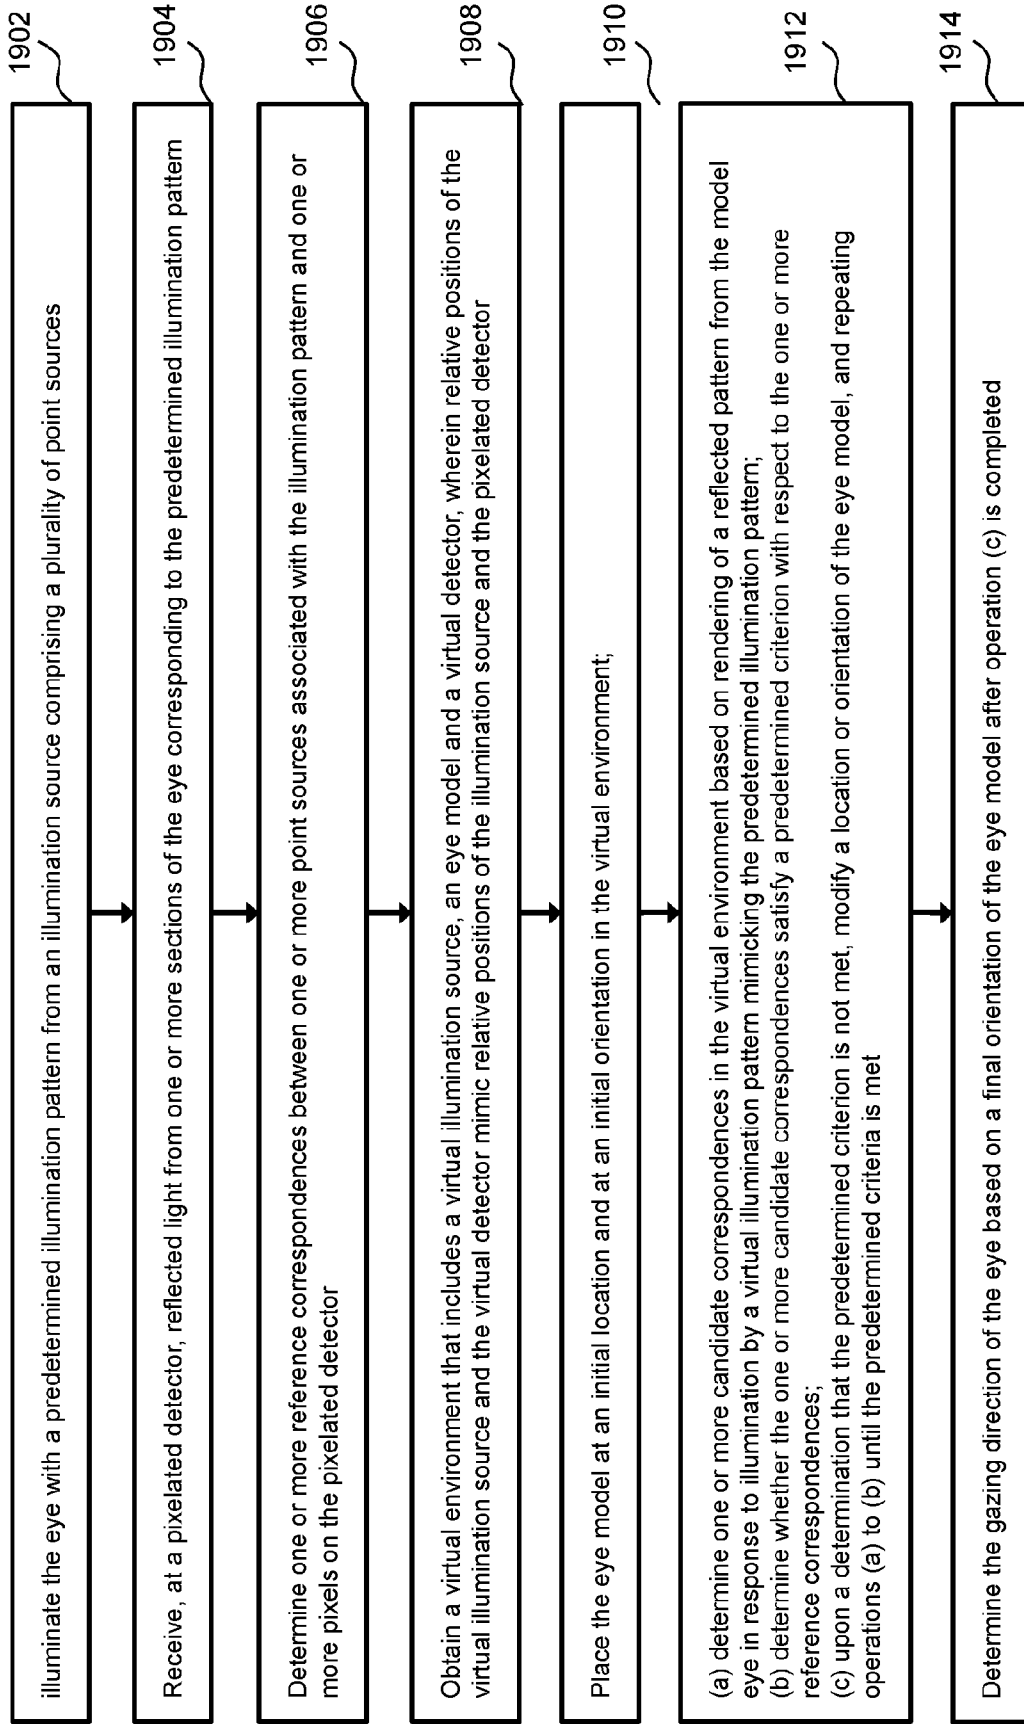 1902
illuminate the eye with a predetermined illumination pattern from an illumination source comprising a plurality of point sources
1904
Receive, at a pixelated detector, reflected light from one or more sections of the eye corresponding to the predetermined illumination pattern
1906
Determine one or more reference correspondences between one or more point sources associated with the illumination pattern and one or
more pixels on the pixelated detector
1908
Obtain a virtual environment that includes a virtual illumination source, an eye model and a virtual detector, wherein relative positions of the
virtual illumination source and the virtual detector mimic relative positions of the illumination source and the pixelated detector
1910
Place the eye model at an initial location and at an initial orientation in the virtual environment;
1912
(a) determine one or more candidate correspondences in the virtual environment based on rendering of a reflected pattern from the model
eye in response to illumination by a virtual illumination pattern mimicking the predetermined illumination pattern;
(b) determine whether the one or more candidate correspondences satisfy a predetermined criterion with respect to the one or more
reference correspondences;
(c) upon a determination that the predetermined criterion is not met, modify a location or orientation of the eye model, and repeating
operations (a) to (b) until the predetermined criteria is met
1914
Determine the gazing direction of the eye based on a final orientation of the eye model after operation (c) is completed